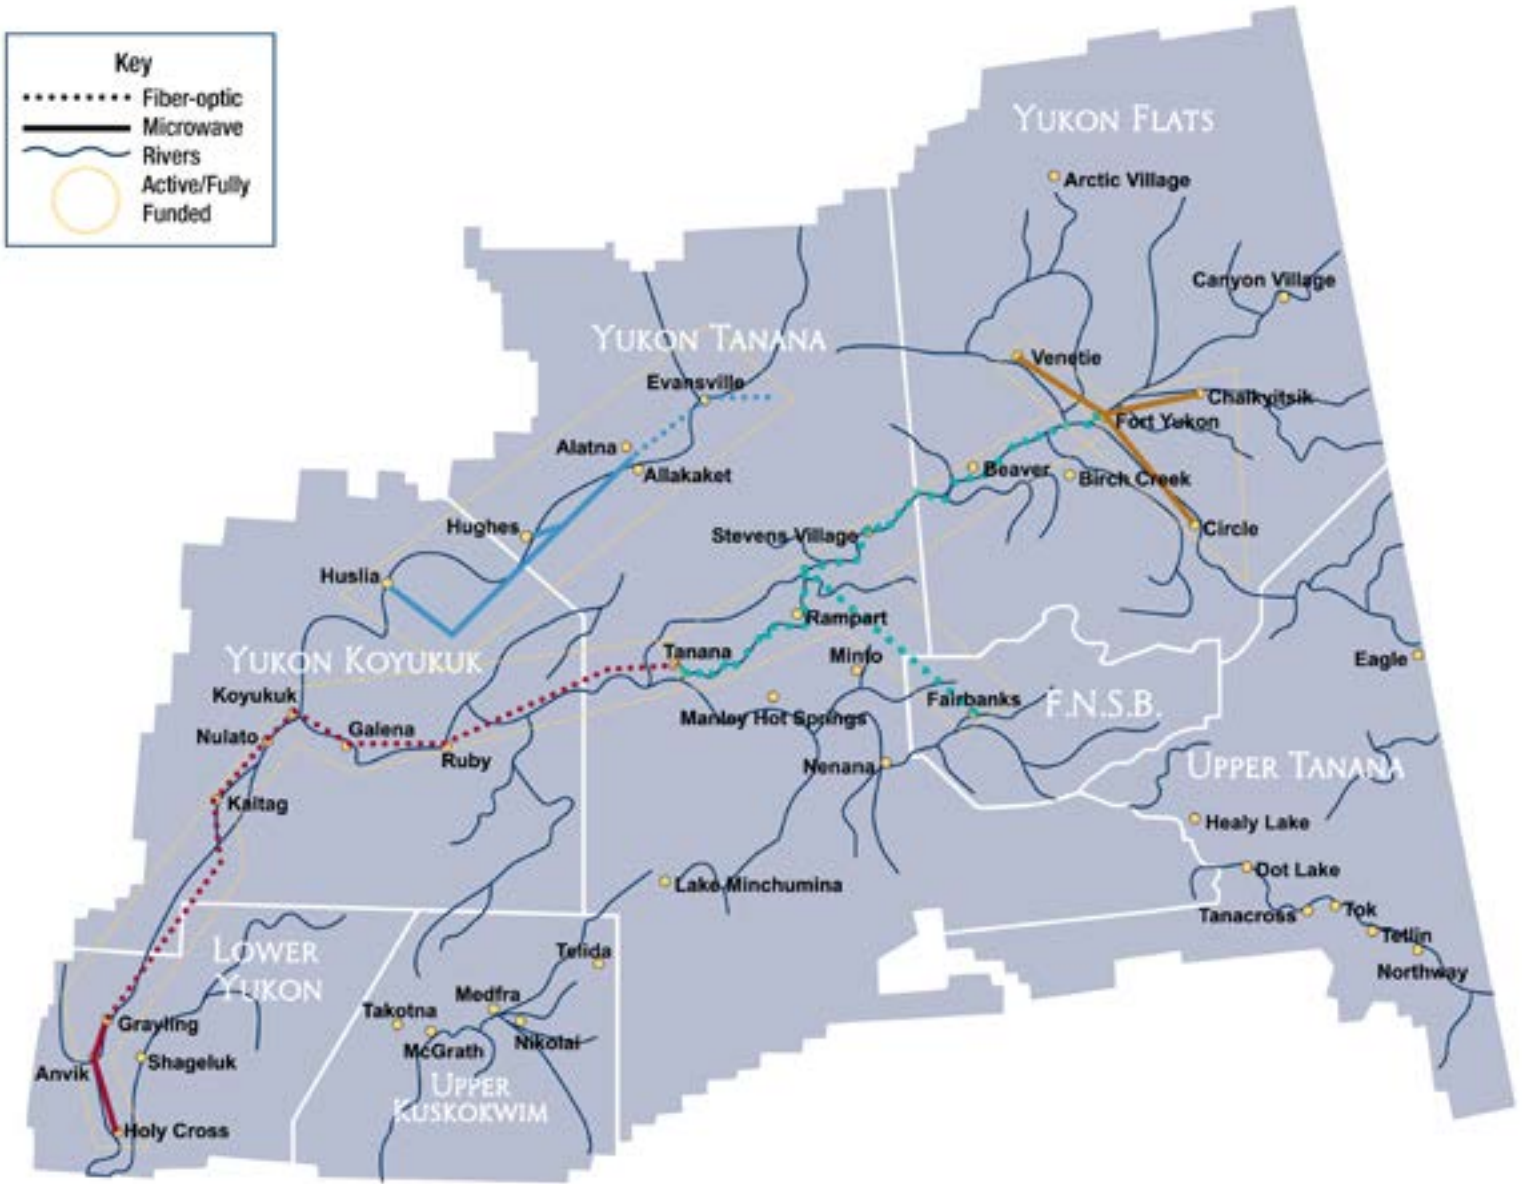 Key
Fiber-optic
Microwave
Rivers
Active/Fully
Funded
YUKON FLATS
Arctic Village
Canyon Village
YUKON TANANA
Venetie
Evansville
Chalkyitsik
Fort Yukon
Alatna
Allakaket
Beaver
Birch Creek
Hughes
Stevens Village
Circle
Huslia
Rampart
Tanana
Minto
YUKON KOYUKUK
Eagle
Koyukuk
Fairbanks
F.N.S.B.
Manley Hot Springs
Galena
Nulato
Ruby
Nenana
UPPER TANANA
Kaltag
Healy Lake
Dot Lake
Lake Minchumina
Tanacross
Tok
Tetlin
Northway
LOWER
YUKON
Telida
Medfra
Takotna
Grayling
Nikolai
McGrath
Shageluk
Anvik
UPPER
KUSKOKWIM
Holy Cross